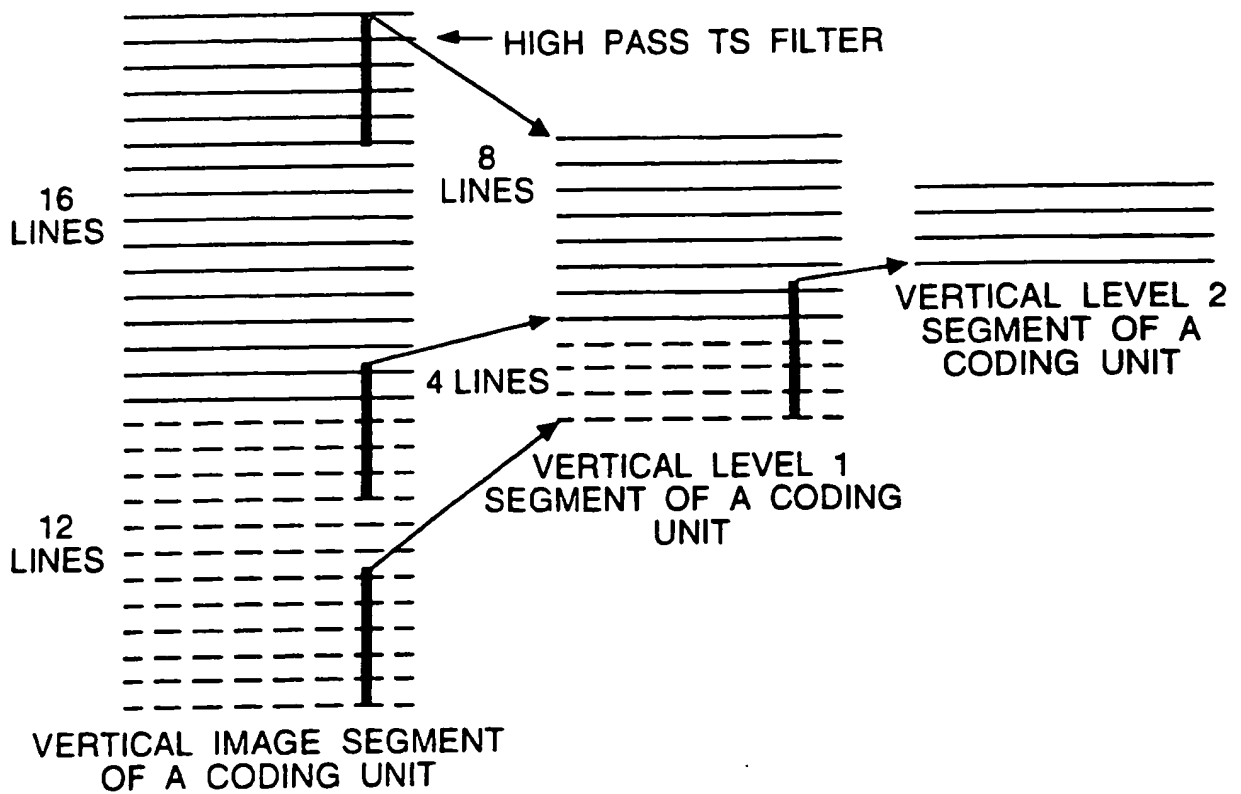 HIGH PASS TS FILTER
16
LINES
8
LINES
4 LINES
12
LINES
VERTICAL LEVEL 2
SEGMENT OF A
CODING UNIT
VERTICAL LEVEL 1
SEGMENT OF A CODING
UNIT
VERTICAL IMAGE SEGMENT
OF A CODING UNIT